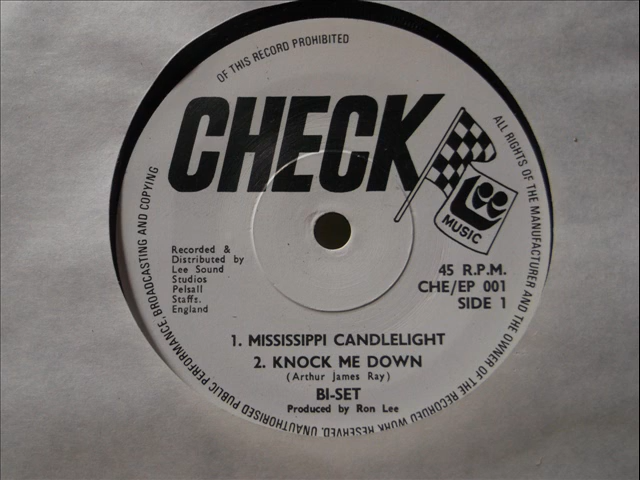 ALL RIGHTS OF THE MANUFACTURER AND THE OWNER OF THE RECORDED WORK RESERVED. UNAUTHORISED PUBLIC PERFORMANCE, BROADCASTING AND COPYING OF THIS RECORD PROHIBITED
CHECK
Lee
MUSIC
Recorded &
Distributed by
Lee Sound
Studios
Pelsall
Staffs.
England
45 R.P.M.
CHE/EP 001
SIDE 1
1. MISSISSIPPI CANDLELIGHT
2. KNOCK ME DOWN
(Arthur James Ray)
BI-SET
Produced by Ron Lee